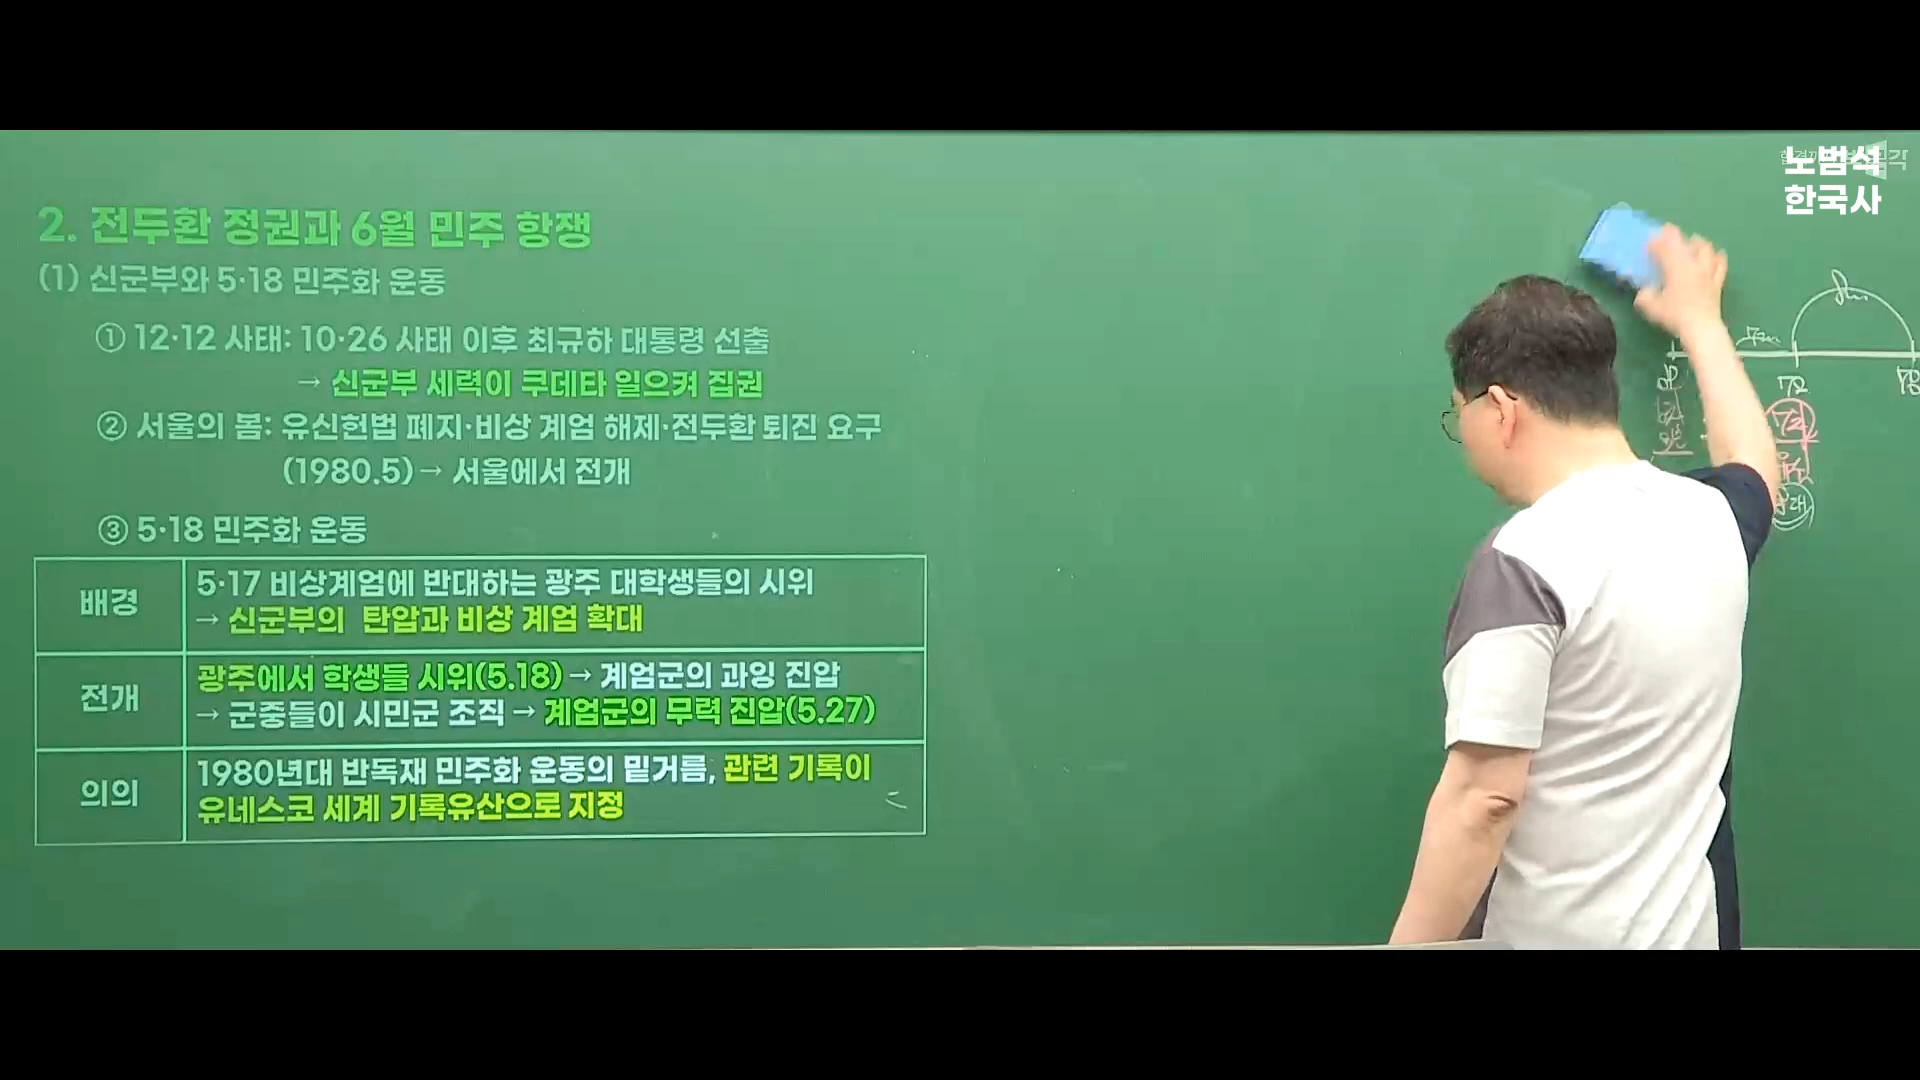 노범석
한국사
2. 전두환 정권과 6월 민주 항쟁
(1) 신군부와 5·18 민주화 운동
① 12·12 사태: 10·26 사태 이후 최규하 대통령 선출
→ 신군부 세력이 쿠데타 일으켜 집권
② 서울의 봄: 유신헌법 폐지·비상 계엄 해제·전두환 퇴진 요구
(1980.5) → 서울에서 전개
③ 5·18 민주화 운동
배경
5·17 비상계엄에 반대하는 광주 대학생들의 시위
→ 신군부의 탄압과 비상 계엄 확대
전개
광주에서 학생들 시위(5.18) → 계엄군의 과잉 진압
→ 군중들이 시민군 조직 → 계엄군의 무력 진압(5.27)
의의
1980년대 반독재 민주화 운동의 밑거름, 관련 기록이
유네스코 세계 기록유산으로 지정
72